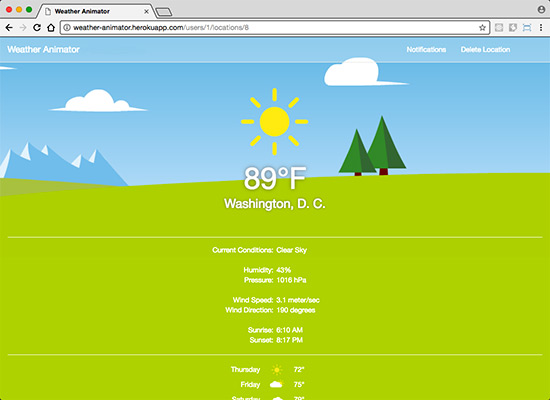 Weather Animator
weather-animator.herokuapp.com/users/1/locations/8
Weather Animator Notifications Delete Location
89°F
Washington, D. C.
Current Conditions: Clear Sky
Humidity: 43%
Pressure: 1016 hPa
Wind Speed: 3.1 meter/sec
Wind Direction: 190 degrees
Sunrise: 6:10 AM
Sunset: 8:17 PM
Thursday 72°
Friday 75°
Saturday 79°